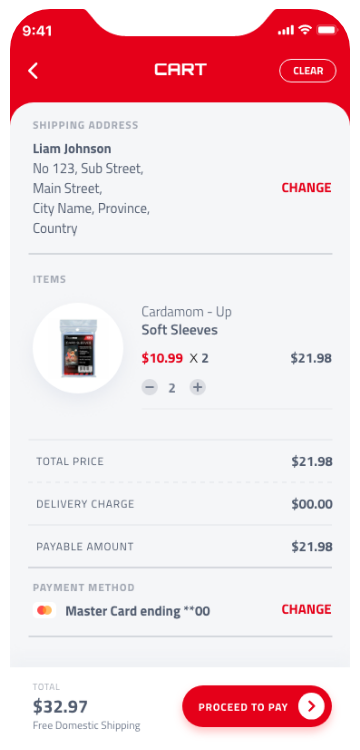 9:41
CART
CLEAR
SHIPPING ADDRESS
Liam Johnson
No 123, Sub Street,
Main Street,
City Name, Province,
Country
CHANGE
ITEMS
Cardamom - Up
Soft Sleeves
$10.99 X 2
$21.98
2
TOTAL PRICE
$21.98
DELIVERY CHARGE
$00.00
PAYABLE AMOUNT
$21.98
PAYMENT METHOD
Master Card ending **00
CHANGE
TOTAL
$32.97
Free Domestic Shipping
PROCEED TO PAY